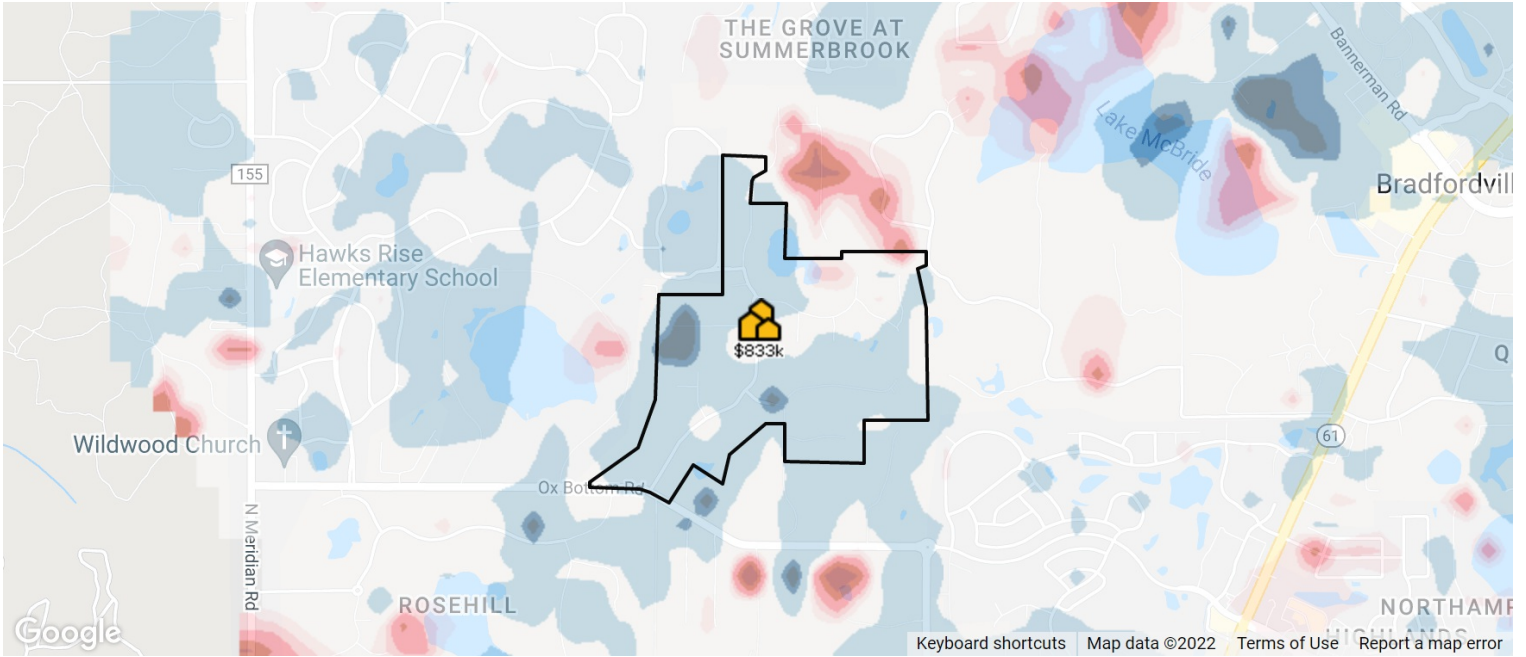 THE GROVE AT
SUMMERBROOK
Bannerman Rd
Lake McBride
155
Bradfordvill
Hawks Rise
Elementary School
$833k
Q
Wildwood Church
61
Ox Bottom Rd
N Meridian Rd
ROSEHILL
NORTHAMP
HIGHLANDS
Google
Keyboard shortcuts
Map data ©2022
Terms of Use
Report a map error